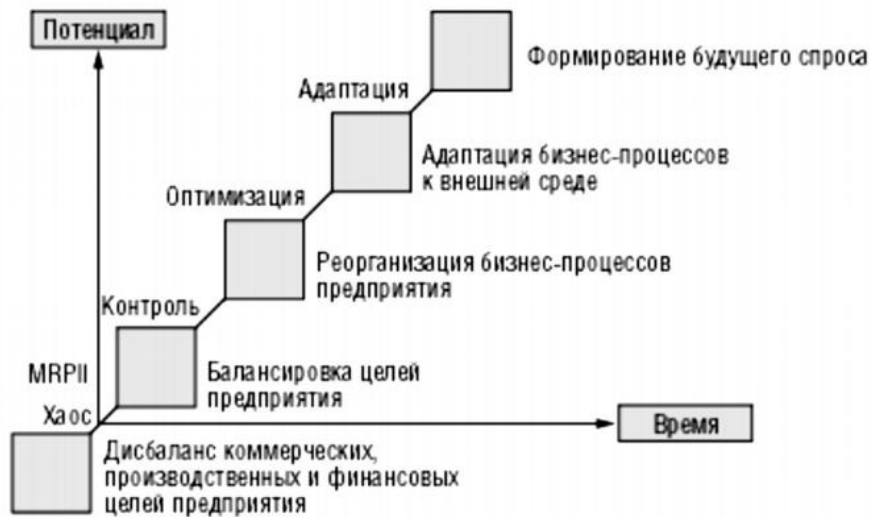 Потенциал
Формирование будущего спроса
Адаптация
Адаптация бизнес-процессов
к внешней среде
Оптимизация
Реорганизация бизнес-процессов
предприятия
Контроль
MRPII
Балансировка целей
предприятия
Хаос
Время
Дисбаланс коммерческих,
производственных и финансовых
целей предприятия